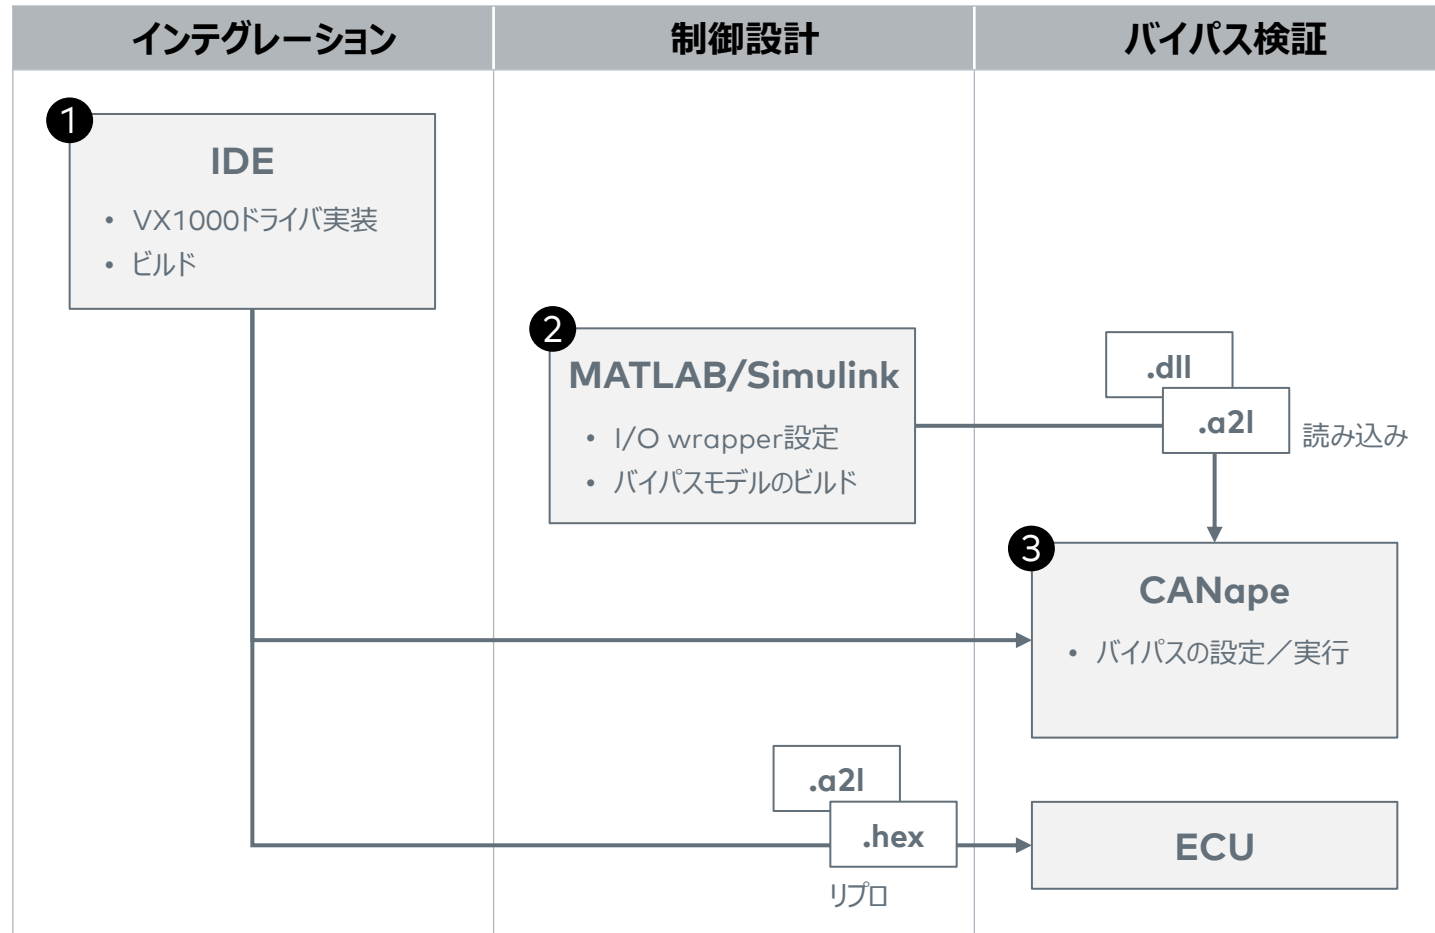 インテグレーション
制御設計
バイパス検証
1
IDE
• VX1000ドライバ実装
• ビルド
2
MATLAB/Simulink
• I/O wrapper設定
• バイパスモデルのビルド
.dll
.a2l
読み込み
3
CANape
• バイパスの設定／実行
.a2l
.hex
リプロ
ECU